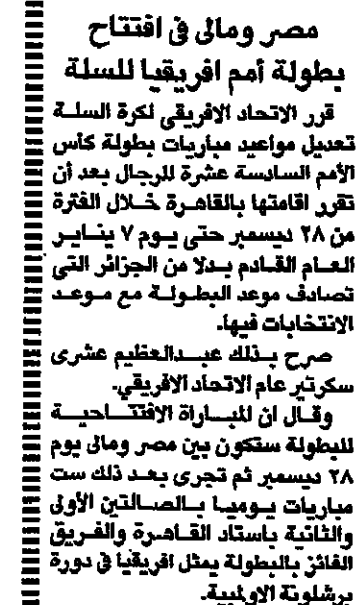 مصر ومالى فى افتتاح
بطولة أمم افريقيا للسلة
قرر الاتحاد الافريقى لكرة السلة
تعديل مواعيد مباريات بطولة كأس
الأمم السادسة عشرة للرجال بعد أن
تقرر اقامتها بالقاهرة خلال الفترة
من ٢٨ ديسمبر حتى يوم ٧ يناير
العام القادم بدلا من الجزائر التى
تصادف موعد البطولة مع موعد
الانتخابات فيها.
صرح بذلك عبدالعظيم عشرى
سكرتير عام الاتحاد الافريقي.
وقال ان المباراة الافتتاحية
للبطولة ستكون بين مصر ومالى يوم
٢٨ ديسمبر ثم تجرى بعد ذلك ست
مباريات يوميا بالصالتين الأولى
والثانية باستاد القاهرة والفريق
الفائز بالبطولة يمثل افريقيا فى دورة
برشلونة الاولمبية.